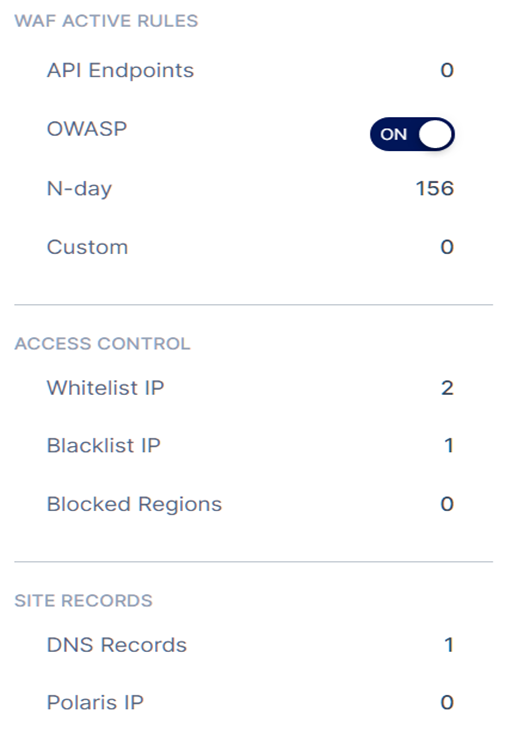 WAF ACTIVE RULES
API Endpoints 0
OWASP ON
N-day 156
Custom 0
ACCESS CONTROL
Whitelist IP 2
Blacklist IP 1
Blocked Regions 0
SITE RECORDS
DNS Records 1
Polaris IP 0